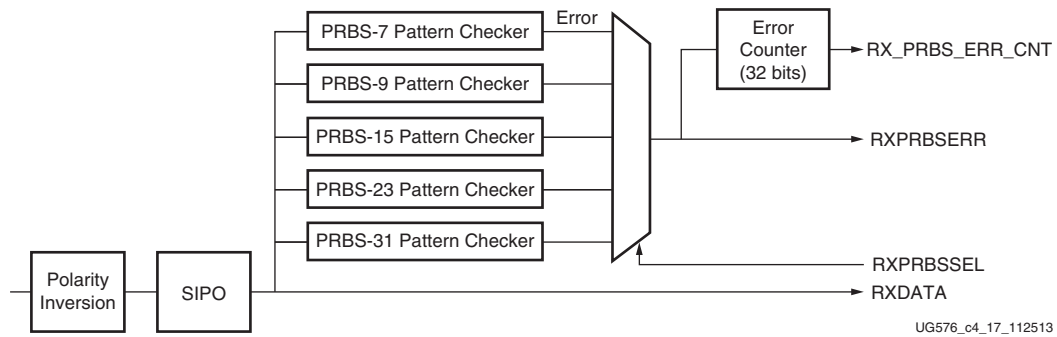 PRBS-7 Pattern Checker
Error
Error
Counter
(32 bits)
RX_PRBS_ERR_CNT
PRBS-9 Pattern Checker
PRBS-15 Pattern Checker
RXPRBSERR
PRBS-23 Pattern Checker
PRBS-31 Pattern Checker
RXPRBSSEL
Polarity
Inversion
SIPO
RXDATA
UG576_c4_17_112513